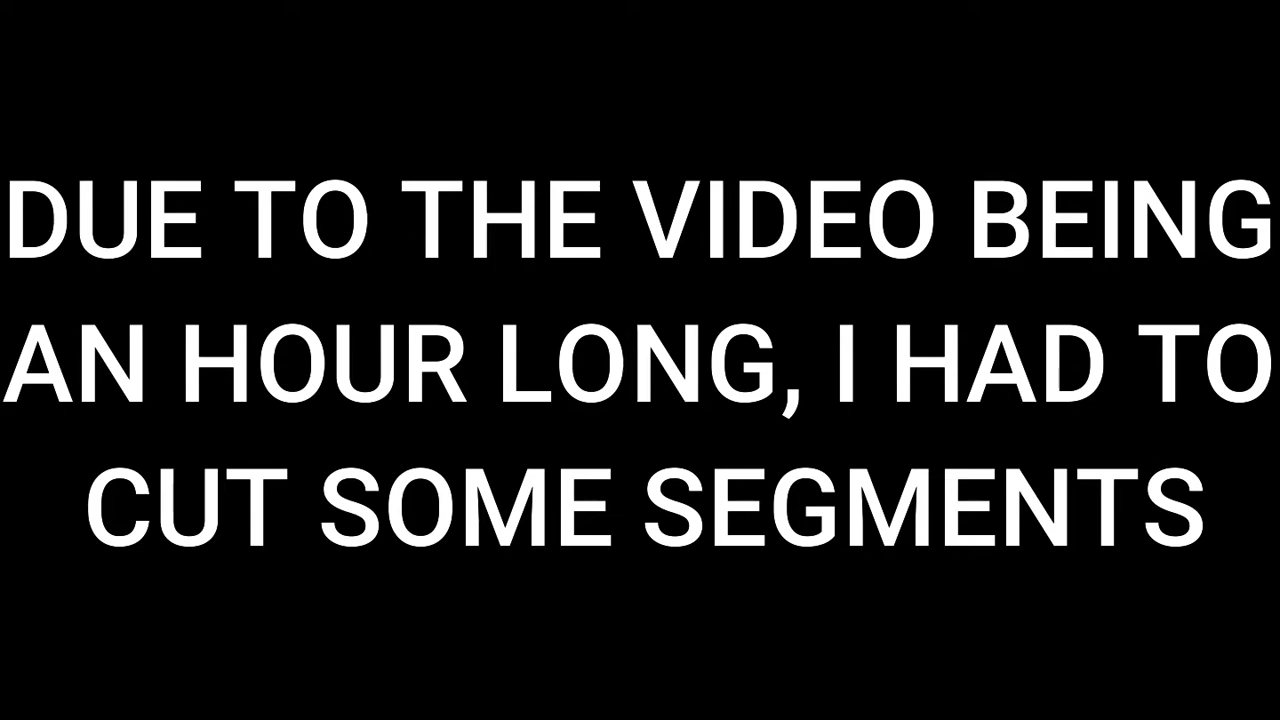 DUE TO THE VIDEO BEING
AN HOUR LONG, I HAD TO
CUT SOME SEGMENTS